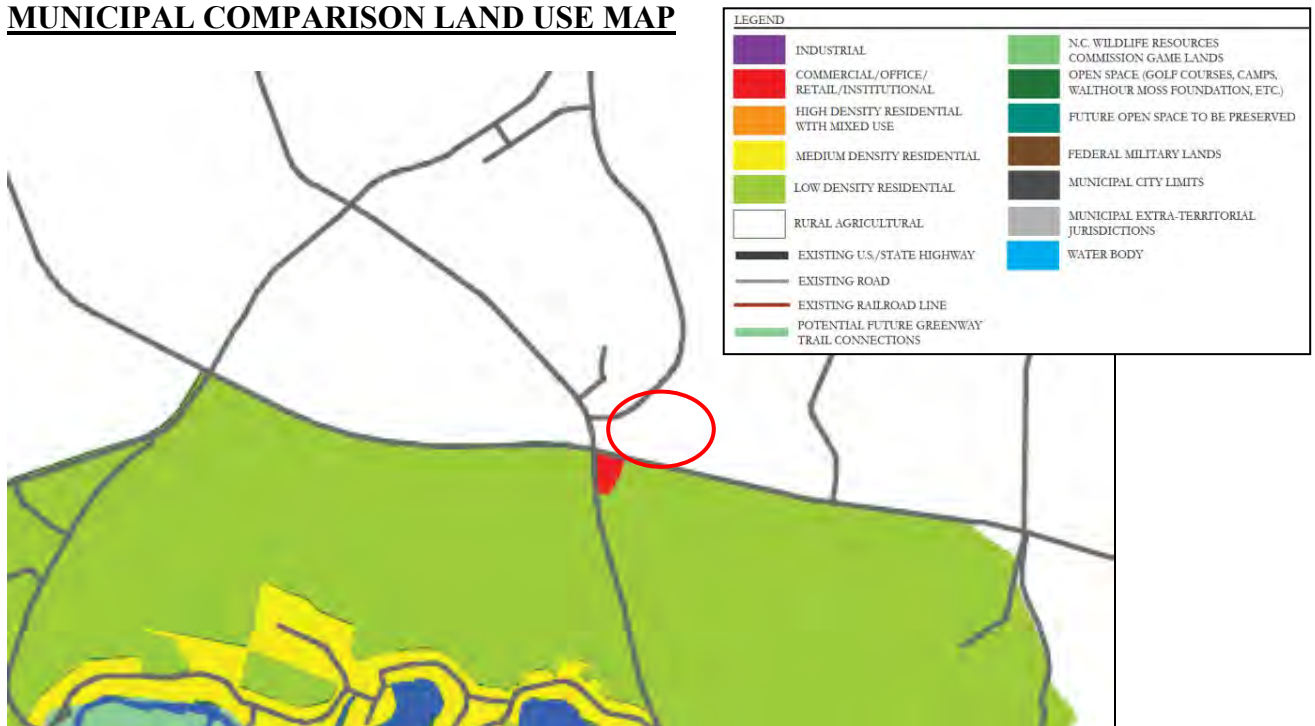 MUNICIPAL COMPARISON LAND USE MAP
LEGEND
INDUSTRIAL
COMMERCIAL/OFFICE/
RETAIL/INSTITUTIONAL
HIGH DENSITY RESIDENTIAL
WITH MIXED USE
MEDIUM DENSITY RESIDENTIAL
LOW DENSITY RESIDENTIAL
RURAL AGRICULTURAL
EXISTING U.S./STATE HIGHWAY
EXISTING ROAD
EXISTING RAILROAD LINE
POTENTIAL FUTURE GREENWAY
TRAIL CONNECTIONS
N.C. WILDLIFE RESOURCES
COMMISSION GAME LANDS
OPEN SPACE (GOLF COURSES, CAMPS,
WALTHOUR MOSS FOUNDATION, ETC.)
FUTURE OPEN SPACE TO BE PRESERVED
FEDERAL MILITARY LANDS
MUNICIPAL CITY LIMITS
MUNICIPAL EXTRA-TERRITORIAL
JURISDICTIONS
WATER BODY